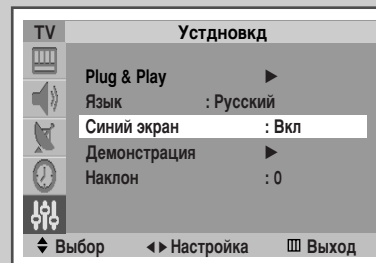 TV
Устдновкд
Plug & Play ▶
Язык : Русский
Синий экран : Вкл
Демонстрация ▶
Наклон : 0
Выбор Настройка Выход